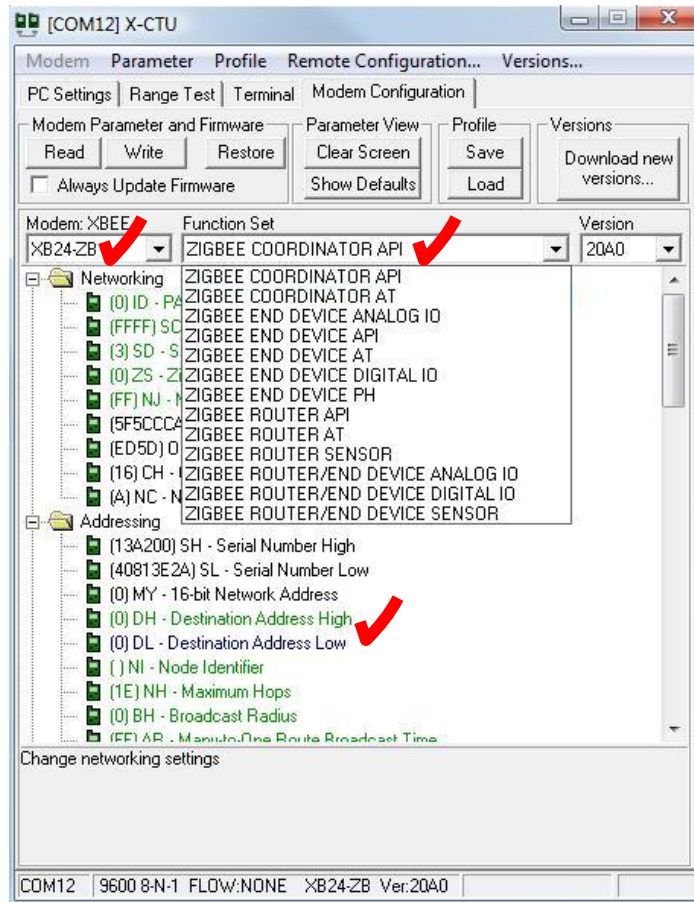 [COM12] X-CTU
Modem Parameter Profile Remote Configuration... Versions...
PC Settings Range Test Terminal Modem Configuration
Modem Parameter and Firmware Parameter View Profile Versions
Read Write Restore Clear Screen Save Download new versions...
Always Update Firmware Show Defaults Load
Modem: XBEE Function Set Version
XB24-ZB ZIGBEE COORDINATOR API 20A0
Networking
(0) ID - PA
(FFFF) SC
(3) SD - S
(0) ZS - Zi
(FF) NJ - N
(5F5CCCA
(ED5D) O
(16) CH -
(A) NC - N
ZIGBEE COORDINATOR API
ZIGBEE COORDINATOR AT
ZIGBEE END DEVICE ANALOG IO
ZIGBEE END DEVICE API
ZIGBEE END DEVICE AT
ZIGBEE END DEVICE DIGITAL IO
ZIGBEE END DEVICE PH
ZIGBEE ROUTER API
ZIGBEE ROUTER AT
ZIGBEE ROUTER SENSOR
ZIGBEE ROUTER/END DEVICE ANALOG IO
ZIGBEE ROUTER/END DEVICE DIGITAL IO
ZIGBEE ROUTER/END DEVICE SENSOR
Addressing
(13A200) SH - Serial Number High
(40813E2A) SL - Serial Number Low
(0) MY - 16-bit Network Address
(0) DH - Destination Address High
(0) DL - Destination Address Low
( ) NI - Node Identifier
(1E) NH - Maximum Hops
(0) BH - Broadcast Radius
(FF) AR - Many-to-One Route Broadcast Time
Change networking settings
COM12 9600 8-N-1 FLOW:NONE XB24-ZB Ver:20A0